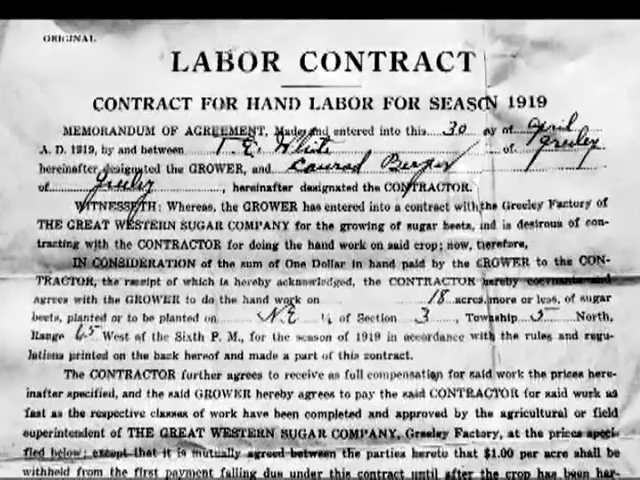 ORIGINAL
LABOR CONTRACT
CONTRACT FOR HAND LABOR FOR SEASON 1919
MEMORANDUM OF AGREEMENT, Made and entered into this 30 day of April
A. D. 1919, by and between T. E. White of Greeley
hereinafter designated the GROWER, and Conrad
of Greeley, hereinafter designated the CONTRACTOR.
WITNESSETH: Whereas, the GROWER has entered into a contract with the Greeley Factory of
THE GREAT WESTERN SUGAR COMPANY for the growing of sugar beets, and is desirous of con-
tracting with the CONTRACTOR for doing the hand work on said crop; now, therefore,
IN CONSIDERATION of the sum of One Dollar in hand paid by the GROWER to the CON-
TRACTOR, the receipt of which is hereby acknowledged, the CONTRACTOR hereby covenants and
agrees with the GROWER to do the hand work on 18 acres, more or less, of sugar
beets, planted or to be planted on N.E. ¼ of Section 3, Township 5 North,
Range 65 West of the Sixth P. M., for the season of 1919 in accordance with the rules and regu-
lations printed on the back hereof and made a part of this contract.
The CONTRACTOR further agrees to receive as full compensation for said work the prices here-
inafter specified, and the said GROWER hereby agrees to pay the said CONTRACTOR for said work as
fast as the respective classes of work have been completed and approved by the agricultural or field
superintendent of THE GREAT WESTERN SUGAR COMPANY, Greeley Factory, at the prices speci-
fied below; except that it is mutually agreed between the parties hereto that $1.00 per acre shall be
withheld from the first payment falling due under this contract until after the crop has been har-